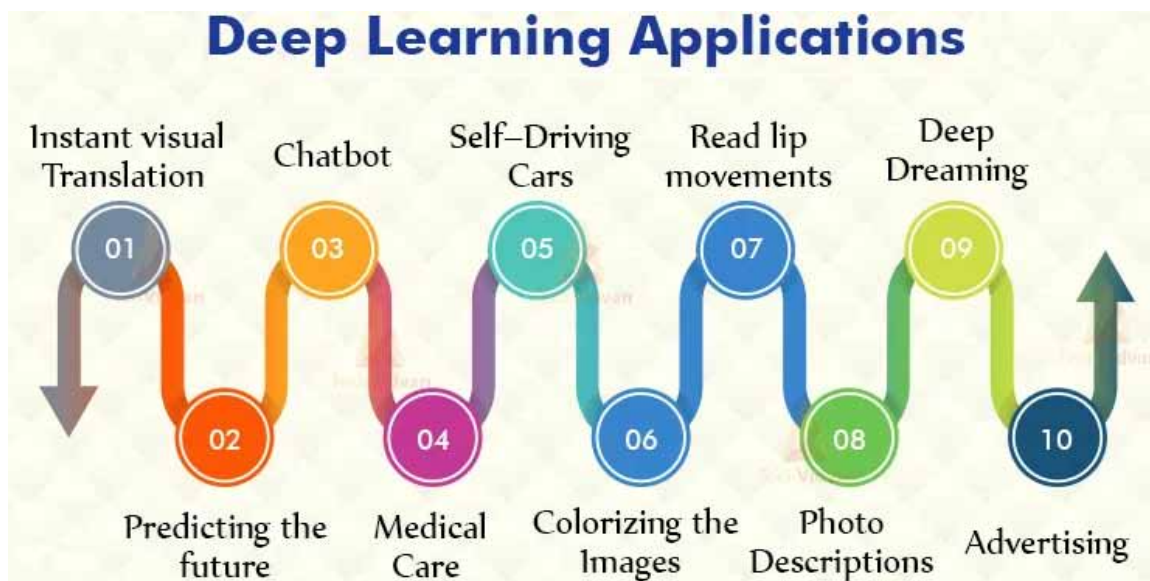 Deep Learning Applications
Instant visual
Translation
01
Predicting the
future
02
Chatbot
03
Medical
Care
04
Self–Driving
Cars
05
Colorizing the
Images
06
Read lip
movements
07
Photo
Descriptions
08
Deep
Dreaming
09
Advertising
10